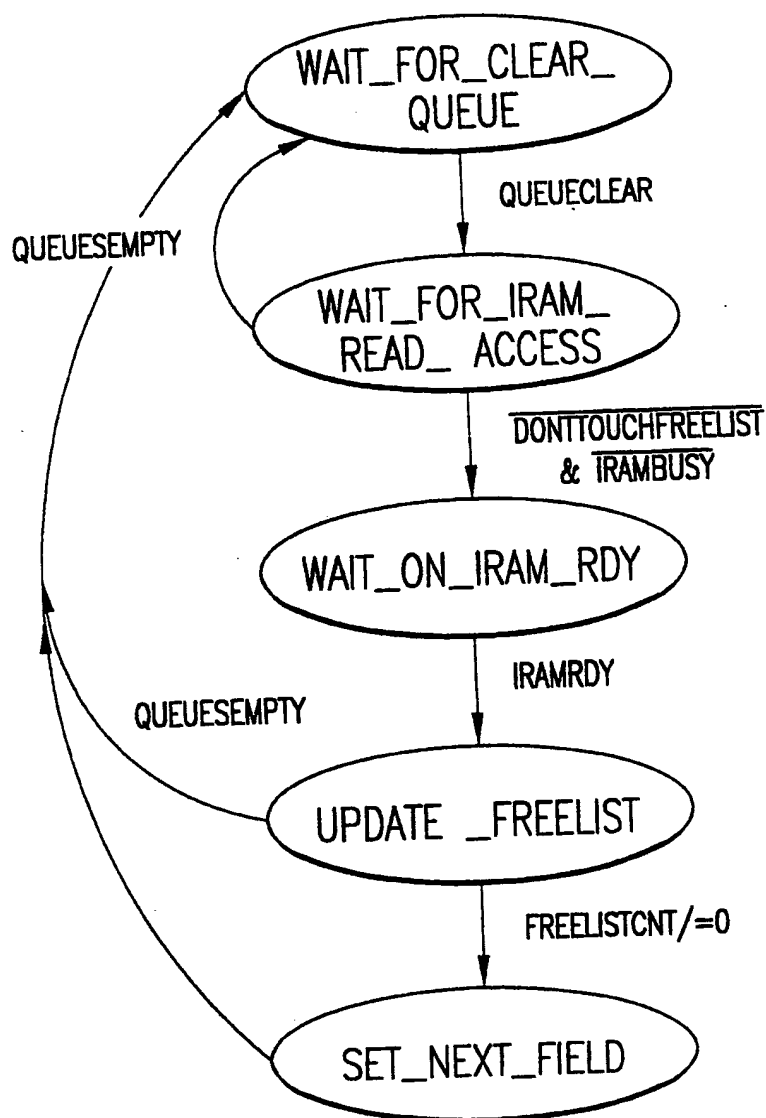 WAIT_FOR_CLEAR_
QUEUE
QUEUECLEAR
QUEUESEMPTY
WAIT_FOR_IRAM_
READ_ ACCESS
DONTTOUCHFREELIST
& IRAMBUSY
WAIT_ON_IRAM_RDY
IRAMRDY
QUEUESEMPTY
UPDATE _FREELIST
FREELISTCNT/=0
SET_NEXT_FIELD